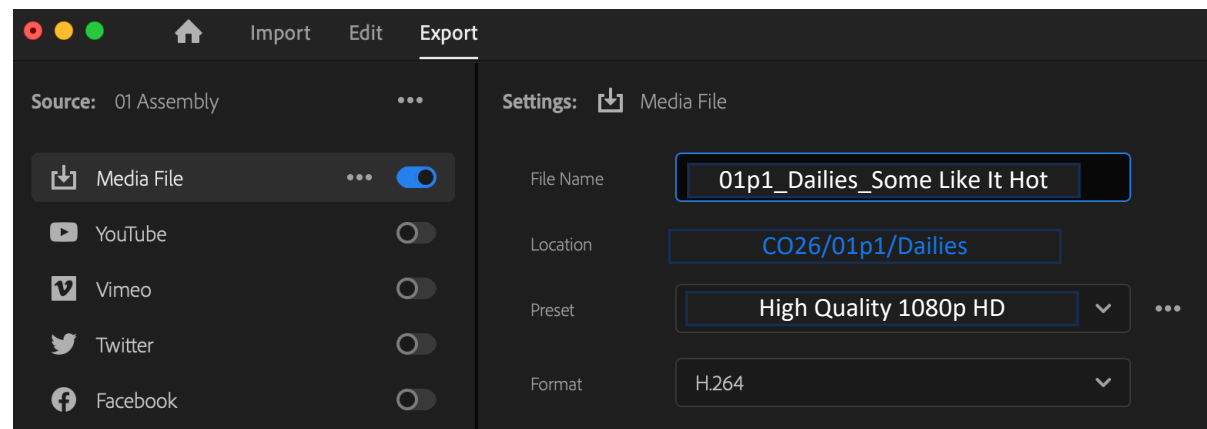 Import Edit Export
Source: 01 Assembly
Media File
YouTube
Vimeo
Twitter
Facebook
Settings: Media File
File Name 01p1_Dailies_Some Like It Hot
Location CO26/01p1/Dailies
Preset High Quality 1080p HD
Format H.264